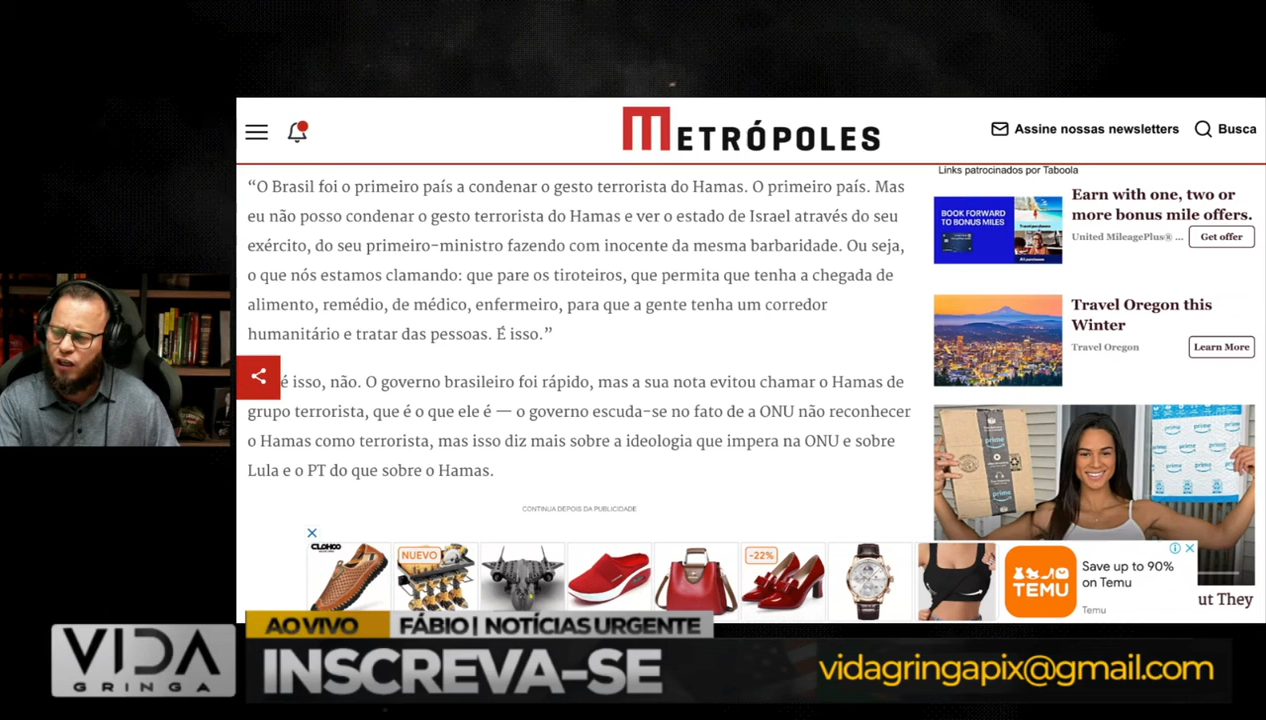 METRÓPOLES
Assine nossas newsletters
Busca
“O Brasil foi o primeiro país a condenar o gesto terrorista do Hamas. O primeiro país. Mas
eu não posso condenar o gesto terrorista do Hamas e ver o estado de Israel através do seu
exército, do seu primeiro-ministro fazendo com inocente da mesma barbaridade. Ou seja,
o que nós estamos clamando: que pare os tiroteiros, que permita que tenha a chegada de
alimento, remédio, de médico, enfermeiro, para que a gente tenha um corredor
humanitário e tratar das pessoas. É isso.”
é isso, não. O governo brasileiro foi rápido, mas a sua nota evitou chamar o Hamas de
grupo terrorista, que é o que ele é — o governo escuda-se no fato de a ONU não reconhecer
o Hamas como terrorista, mas isso diz mais sobre a ideologia que impera na ONU e sobre
Lula e o PT do que sobre o Hamas.
CONTINUA DEPOIS DA PUBLICIDADE
Links patrocinados por Taboola
BOOK FORWARD
TO BONUS MILES
Earn with one, two or
more bonus mile offers.
United MileagePlus® ...
Get offer
Travel Oregon this
Winter
Travel Oregon
Learn More
prime
prime
ut They
CLOHOO
NUEVO
-22%
TEMU
Save up to 90%
on Temu
Temu
AO VIVO
FÁBIO | NOTÍCIAS URGENTE
VIDA
GRINGA
INSCREVA-SE
vidagringapix@gmail.com